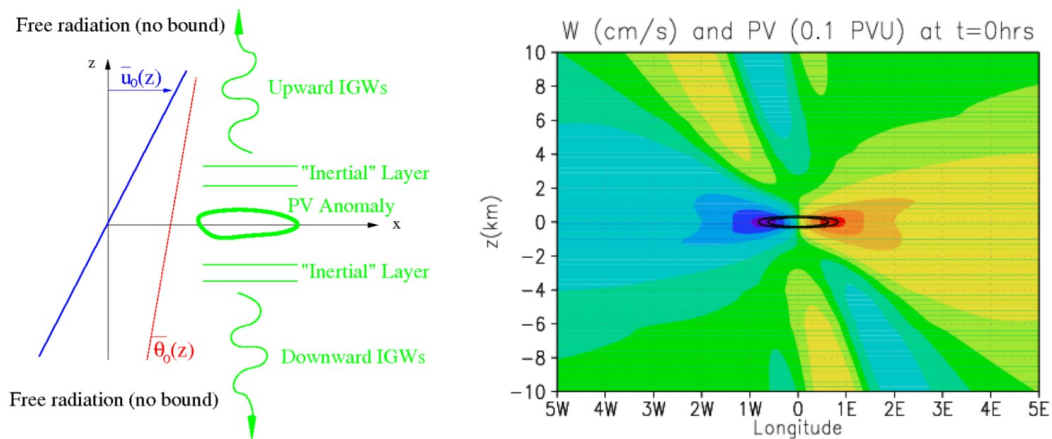 Free radiation (no bound)
z
u̅₀(z)
Upward IGWs
"Inertial" Layer
PV Anomaly
x
"Inertial" Layer
θ̅₀(z)
Downward IGWs
Free radiation (no bound)
W (cm/s) and PV (0.1 PVU) at t=0hrs
z(km)
10
8
6
4
2
0
−2
−4
−6
−8
−10
5W 4W 3W 2W 1W 0 1E 2E 3E 4E 5E
Longitude